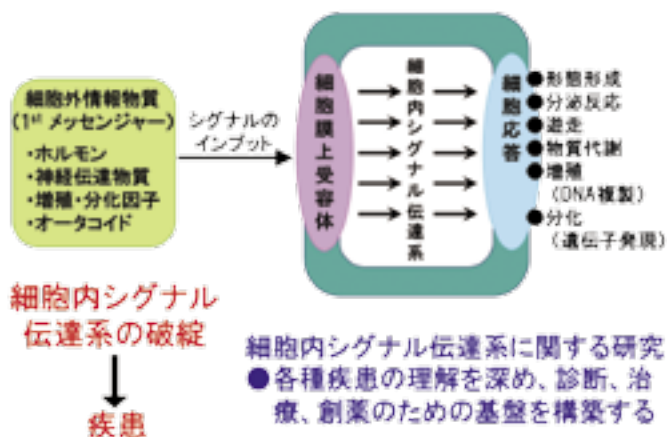 細胞外情報物質
(1st メッセンジャー)
・ホルモン
・神経伝達物質
・増殖・分化因子
・オータコイド
シグナルの
インプット
細胞膜上受容体
細胞内シグナル伝達系
細胞応答
●形態形成
●分泌反応
●遊走
●物質代謝
●増殖
(DNA複製)
●分化
(遺伝子発現)
細胞内シグナル
伝達系の破綻
疾患
細胞内シグナル伝達系に関する研究
●各種疾患の理解を深め、診断、治
療、創薬のための基盤を構築する